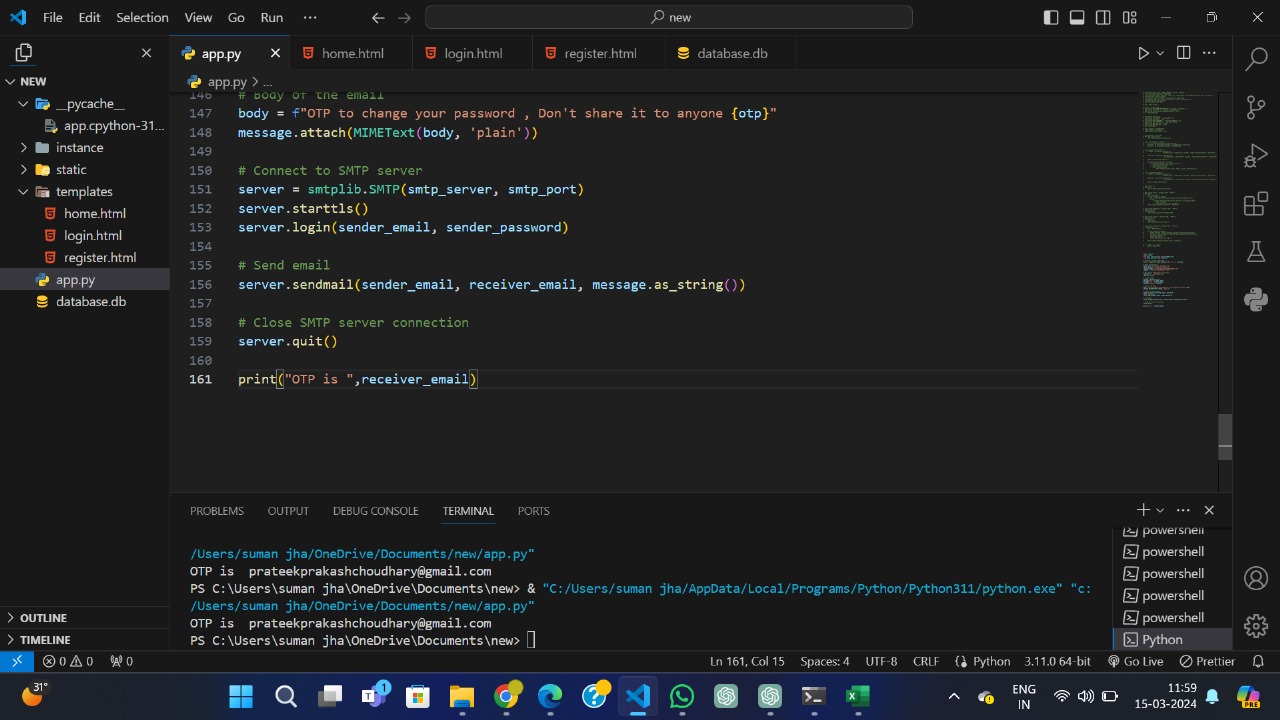 File Edit Selection View Go Run ··· new
app.py home.html login.html register.html database.db
NEW
__pycache__
app.cpython-31...
instance
static
templates
home.html
login.html
register.html
app.py
database.db
OUTLINE
TIMELINE
app.py > ...
146 # Body of the email
147 body = f"OTP to change your password , Don't share it to anyone {otp}"
148 message.attach(MIMEText(body, 'plain'))
149
150 # Connect to SMTP server
151 server = smtplib.SMTP(smtp_server, smtp_port)
152 server.starttls()
153 server.login(sender_email, sender_password)
154
155 # Send email
156 server.sendmail(sender_email, receiver_email, message.as_string())
157
158 # Close SMTP server connection
159 server.quit()
160
161 print("OTP is ",receiver_email)
PROBLEMS OUTPUT DEBUG CONSOLE TERMINAL PORTS
/Users/suman jha/OneDrive/Documents/new/app.py"
OTP is  prateekprakashchoudhary@gmail.com
PS C:\Users\suman jha\OneDrive\Documents\new> & "C:/Users/suman jha/AppData/Local/Programs/Python/Python311/python.exe" "c:
/Users/suman jha/OneDrive/Documents/new/app.py"
OTP is  prateekprakashchoudhary@gmail.com
PS C:\Users\suman jha\OneDrive\Documents\new>
powershell
powershell
powershell
powershell
powershell
Python
0 0 0 Ln 161, Col 15 Spaces: 4 UTF-8 CRLF Python 3.11.0 64-bit Go Live Prettier
31° 1 ENG
IN
11:59
15-03-2024
PRE